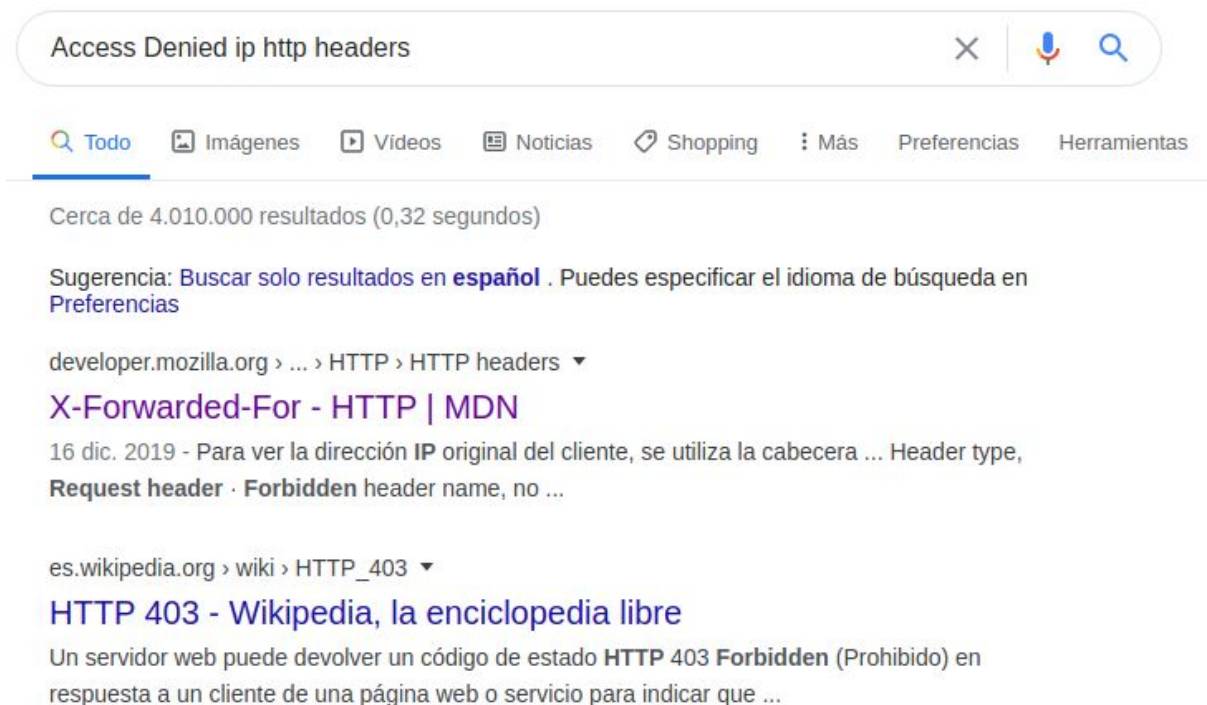 Access Denied ip http headers
Todo Imágenes Vídeos Noticias Shopping Más Preferencias Herramientas
Cerca de 4.010.000 resultados (0,32 segundos)
Sugerencia: Buscar solo resultados en español . Puedes especificar el idioma de búsqueda en
Preferencias
developer.mozilla.org › ... › HTTP › HTTP headers
X-Forwarded-For - HTTP | MDN
16 dic. 2019 - Para ver la dirección IP original del cliente, se utiliza la cabecera ... Header type,
Request header · Forbidden header name, no ...
es.wikipedia.org › wiki › HTTP_403
HTTP 403 - Wikipedia, la enciclopedia libre
Un servidor web puede devolver un código de estado HTTP 403 Forbidden (Prohibido) en
respuesta a un cliente de una página web o servicio para indicar que ...